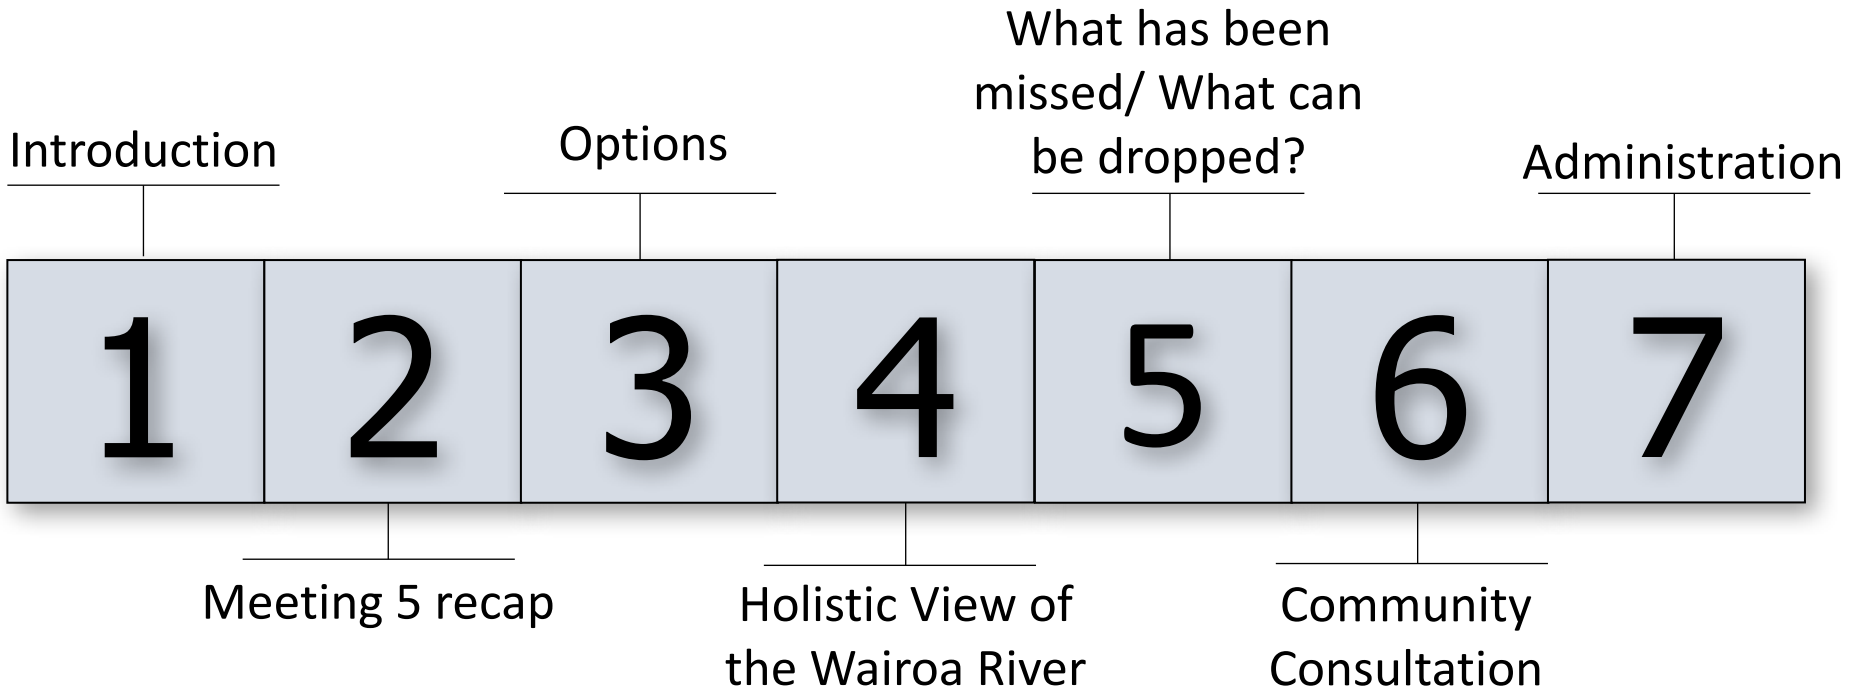 What has been
missed/ What can
be dropped?
Introduction
Options
Administration
1 2 3 4 5 6 7
Meeting 5 recap
Holistic View of
the Wairoa River
Community
Consultation